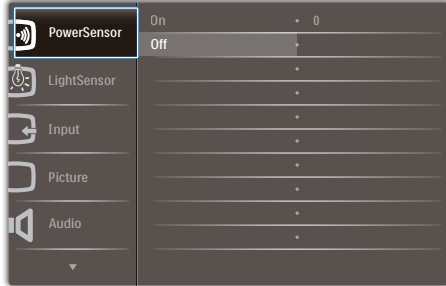 PowerSensor
LightSensor
Input
Picture
Audio
On • 0
Off •